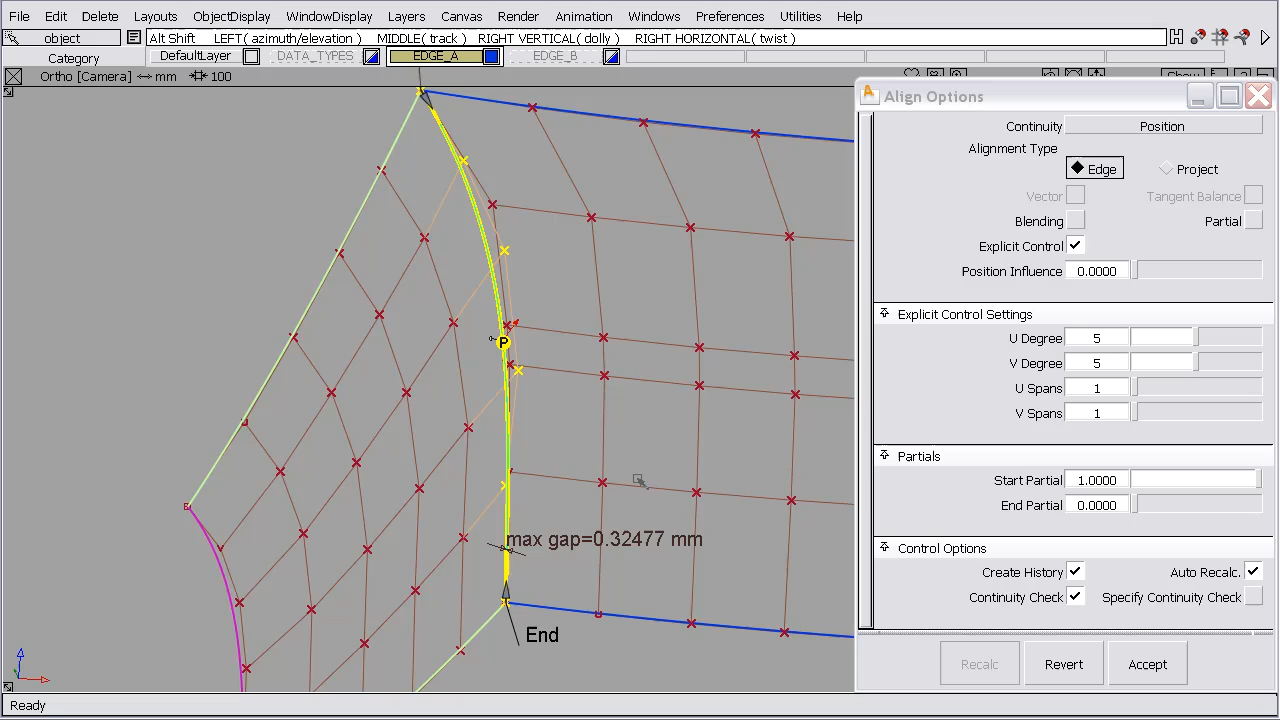 File Edit Delete Layouts ObjectDisplay WindowDisplay Layers Canvas Render Animation Windows Preferences Utilities Help
object Alt Shift LEFT( azimuth/elevation ) MIDDLE( track ) RIGHT VERTICAL( dolly ) RIGHT HORIZONTAL( twist )
Category DefaultLayer DATA_TYPES EDGE_A EDGE_B
Ortho [Camera] mm 100
Show
Align Options
Continuity Position
Alignment Type
Edge Project
Vector Tangent Balance
Blending Partial
Explicit Control
Position Influence 0.0000
Explicit Control Settings
U Degree 5
V Degree 5
U Spans 1
V Spans 1
Partials
Start Partial 1.0000
End Partial 0.0000
Control Options
Create History Auto Recalc.
Continuity Check Specify Continuity Check
Recalc Revert Accept
P
max gap=0.32477 mm
End
Ready